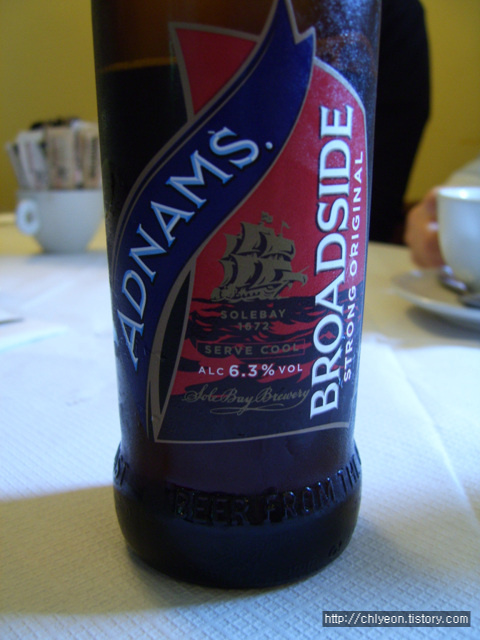 ADNAMS.
BROADSIDE
STRONG ORIGINAL
SOLEBAY
1672
SERVE COOL
ALC 6.3% VOL
Sole Bay Brewery
BEER FROM THE
http://chlyeon.tistory.com